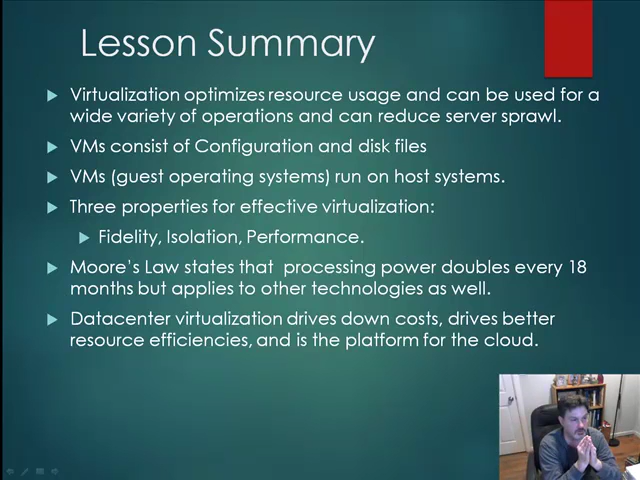 Lesson Summary
Virtualization optimizes resource usage and can be used for a
wide variety of operations and can reduce server sprawl.
VMs consist of Configuration and disk files
VMs (guest operating systems) run on host systems.
Three properties for effective virtualization:
Fidelity, Isolation, Performance.
Moore's Law states that  processing power doubles every 18
months but applies to other technologies as well.
Datacenter virtualization drives down costs, drives better
resource efficiencies, and is the platform for the cloud.